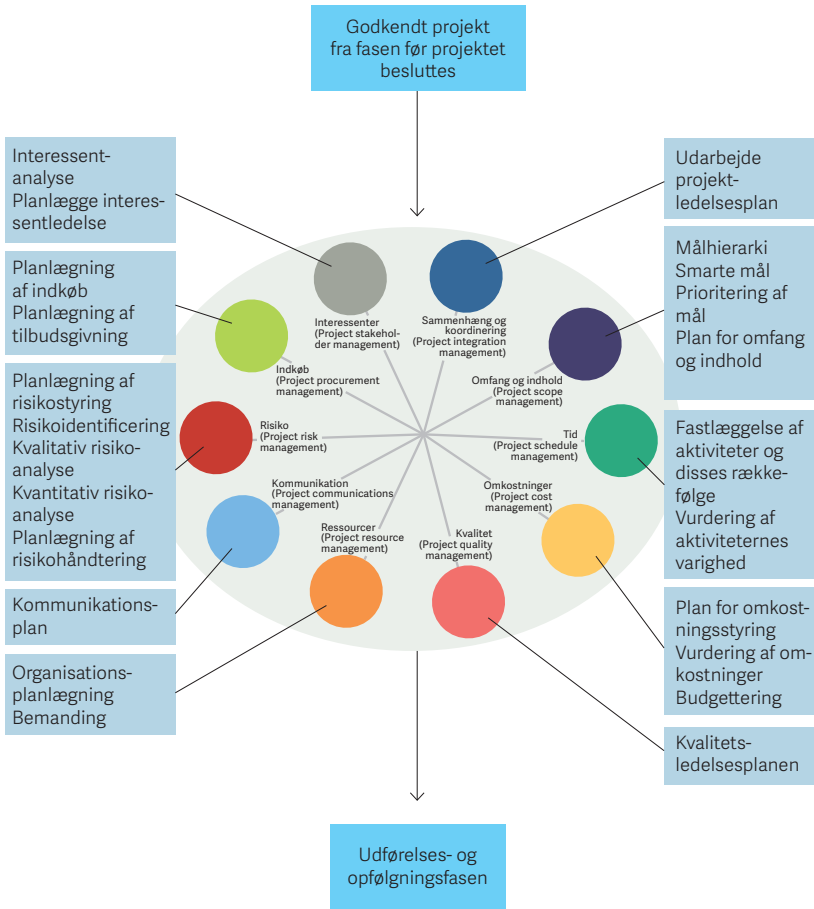 Godkendt projekt
fra fasen før projektet
besluttes
Interessent-
analyse
Planlægge interes-
sentledelse
Planlægning
af indkøb
Planlægning af
tilbudsgivning
Planlægning af
risikostyring
Risikoidentificering
Kvalitativ risiko-
analyse
Kvantitativ risiko-
analyse
Planlægning af
risikohåndtering
Kommunikations-
plan
Organisations-
planlægning
Bemanding
Interessenter
(Project stakehol-
der management)
Sammenhæng og
koordinering
(Project integration
management)
Indkøb
(Project procurement
management)
Omfang og indhold
(Project scope
management)
Risiko
(Project risk
management)
Tid
(Project schedule
management)
Kommunikation
(Project communications
management)
Omkostninger
(Project cost
management)
Ressourcer
(Project resource
management)
Kvalitet
(Project quality
management)
Udarbejde
projekt-
ledelsesplan
Målhierarki
Smarte mål
Prioritering af
mål
Plan for omfang
og indhold
Fastlæggelse af
aktiviteter og
disses række-
følge
Vurdering af
aktiviteternes
varighed
Plan for omkost-
ningsstyring
Vurdering af om-
kostninger
Budgettering
Kvalitets-
ledelsesplanen
Udførelses- og
opfølgningsfasen